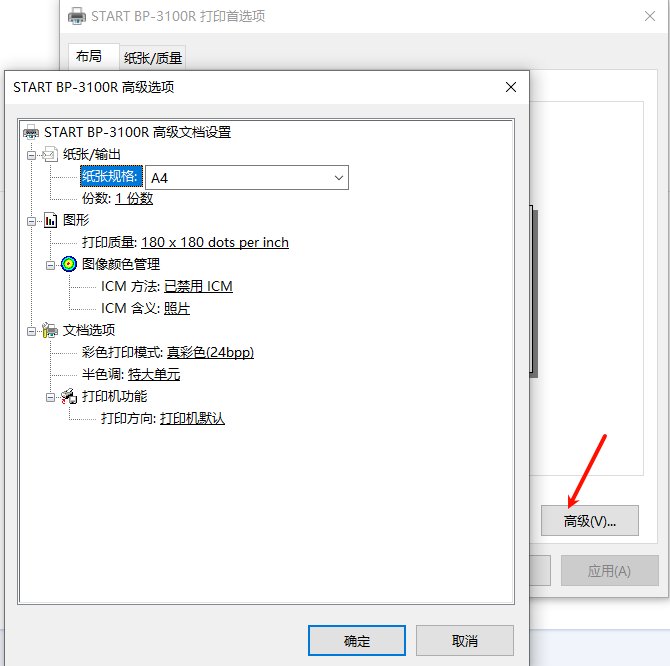 START BP-3100R 打印首选项
布局
纸张/质量
START BP-3100R 高级选项
START BP-3100R 高级文档设置
纸张/输出
纸张规格: A4
份数: 1 份数
图形
打印质量: 180 x 180 dots per inch
图像颜色管理
ICM 方法: 已禁用 ICM
ICM 含义: 照片
文档选项
彩色打印模式: 真彩色(24bpp)
半色调: 特大单元
打印机功能
打印方向: 打印机默认
高级(V)...
应用(A)
确定
取消